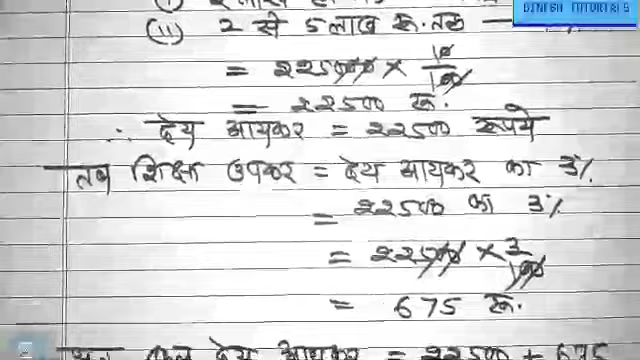 DINESH TUTORIALS
(ii) 2 से 5 लाख रू. तक —
= 225000 × 10/100
= 22500 रू.
∴ देय आयकर = 22500 रूपये
तब शिक्षा उपकर = देय आयकर का 3%
= 22500 का 3%
= 22500 × 3/100
= 675 रू.
कुल देय आयकर = 22500 + 675